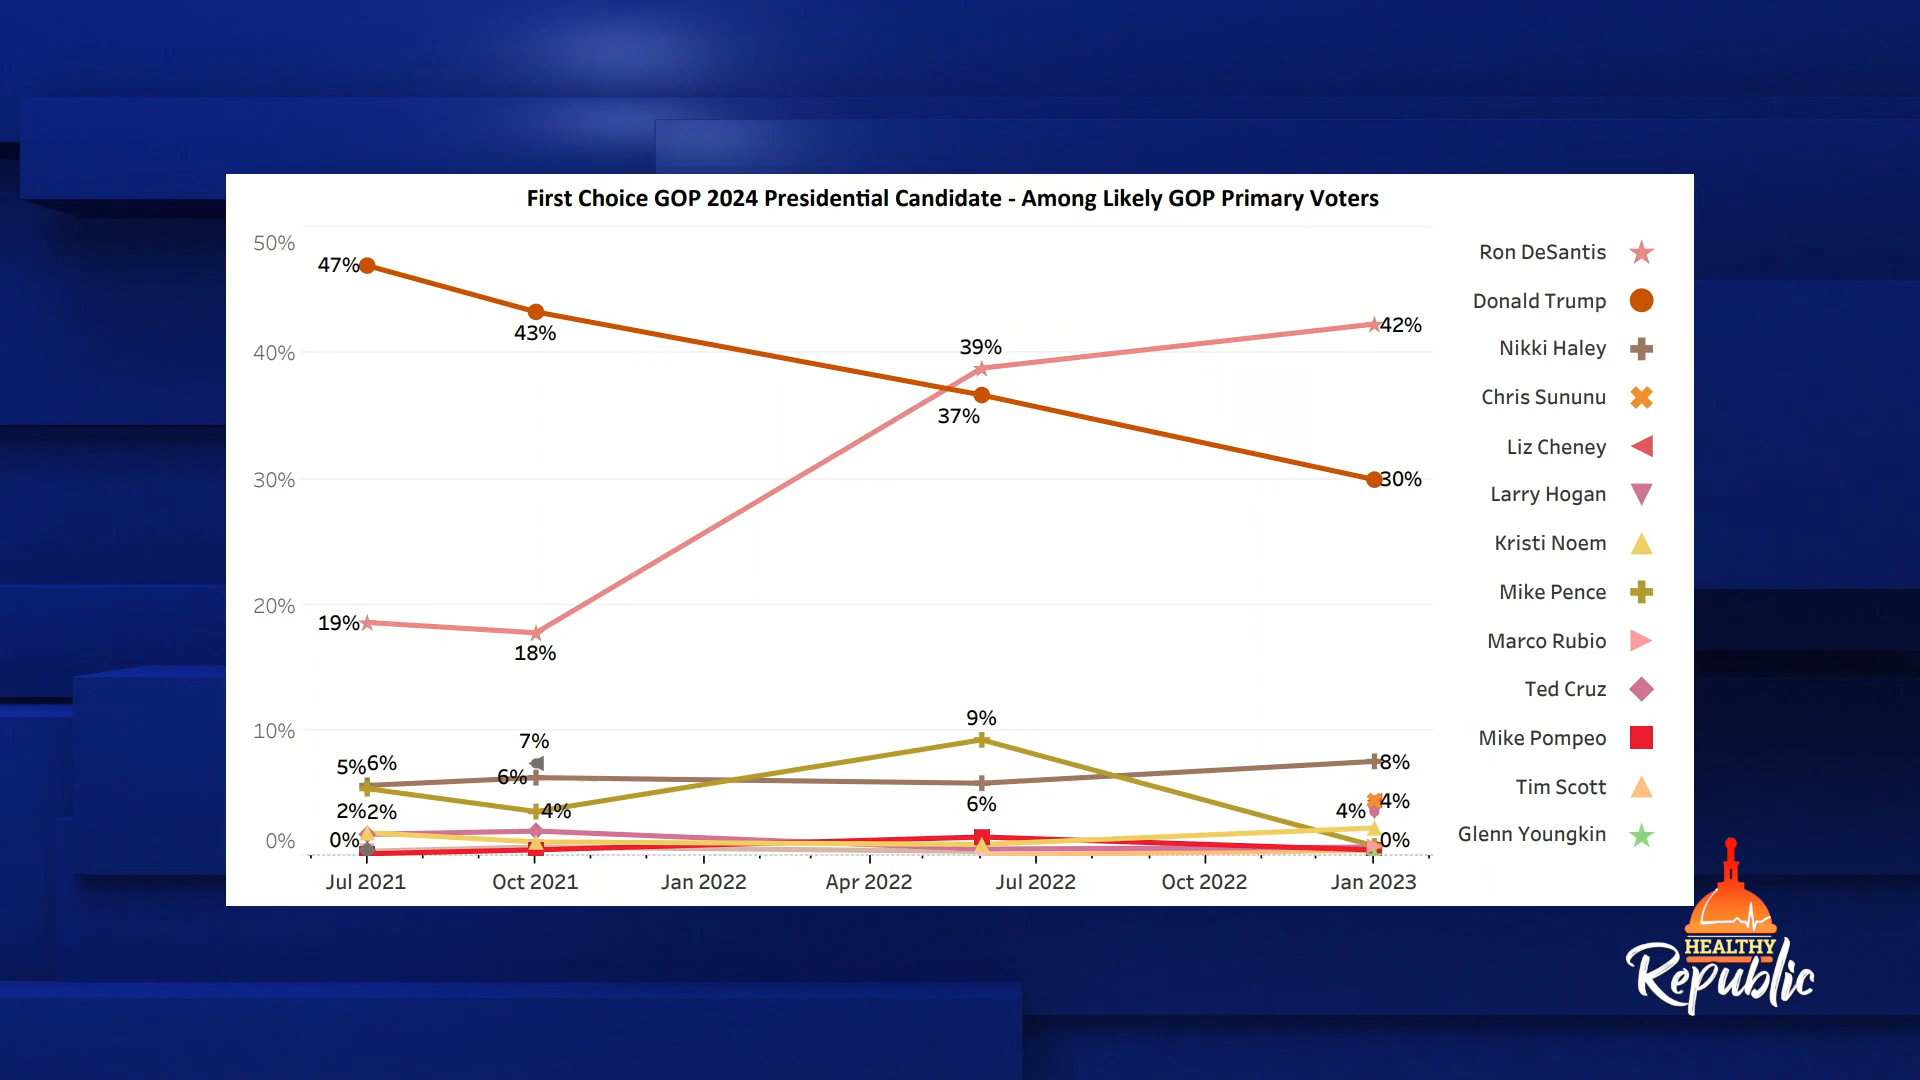 First Choice GOP 2024 Presidential Candidate - Among Likely GOP Primary Voters
50%
40%
30%
20%
10%
0%
47%
43%
39%
37%
42%
30%
19%
18%
7%
9%
5%
6%
6%
4%
6%
8%
2%
2%
4%
4%
0%
0%
Jul 2021
Oct 2021
Jan 2022
Apr 2022
Jul 2022
Oct 2022
Jan 2023
Ron DeSantis
Donald Trump
Nikki Haley
Chris Sununu
Liz Cheney
Larry Hogan
Kristi Noem
Mike Pence
Marco Rubio
Ted Cruz
Mike Pompeo
Tim Scott
Glenn Youngkin
HEALTHY
Republic